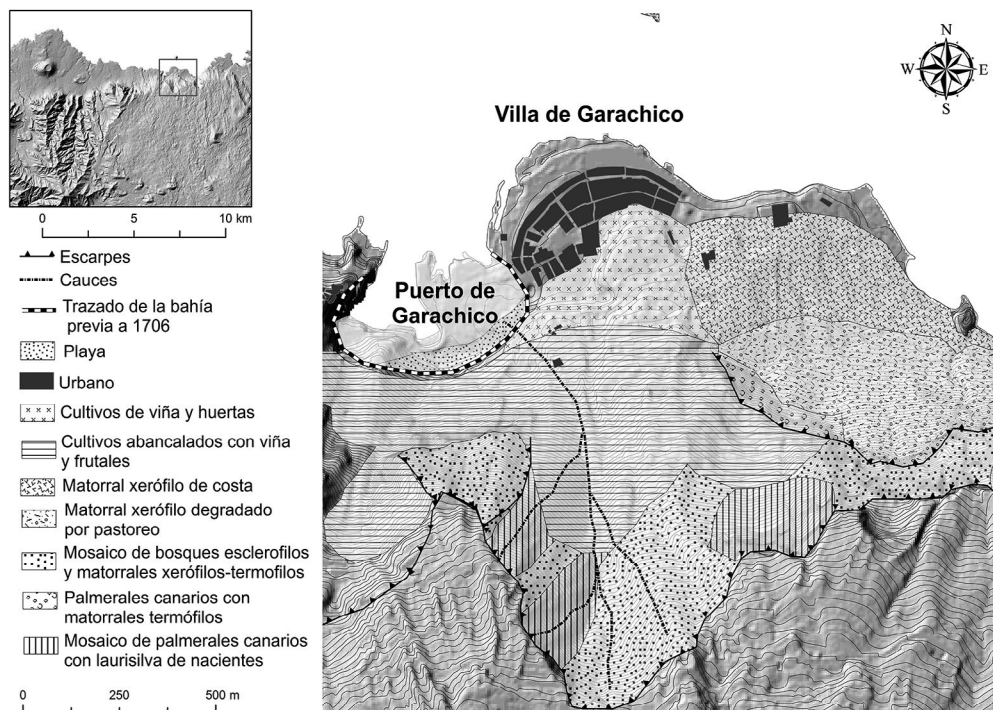 N
W E
S
Villa de Garachico
0 5 10 km
Escarpes
Cauces
Trazado de la bahía
previa a 1706
Playa
Urbano
Cultivos de viña y huertas
Cultivos abancalados con viña
y frutales
Matorral xerófilo de costa
Matorral xerófilo degradado
por pastoreo
Mosaico de bosques esclerofilos
y matorrales xerófilos-termofilos
Palmerales canarios con
matorrales termófilos
Mosaico de palmerales canarios
con laurisilva de nacientes
0 250 500 m
Puerto de
Garachico